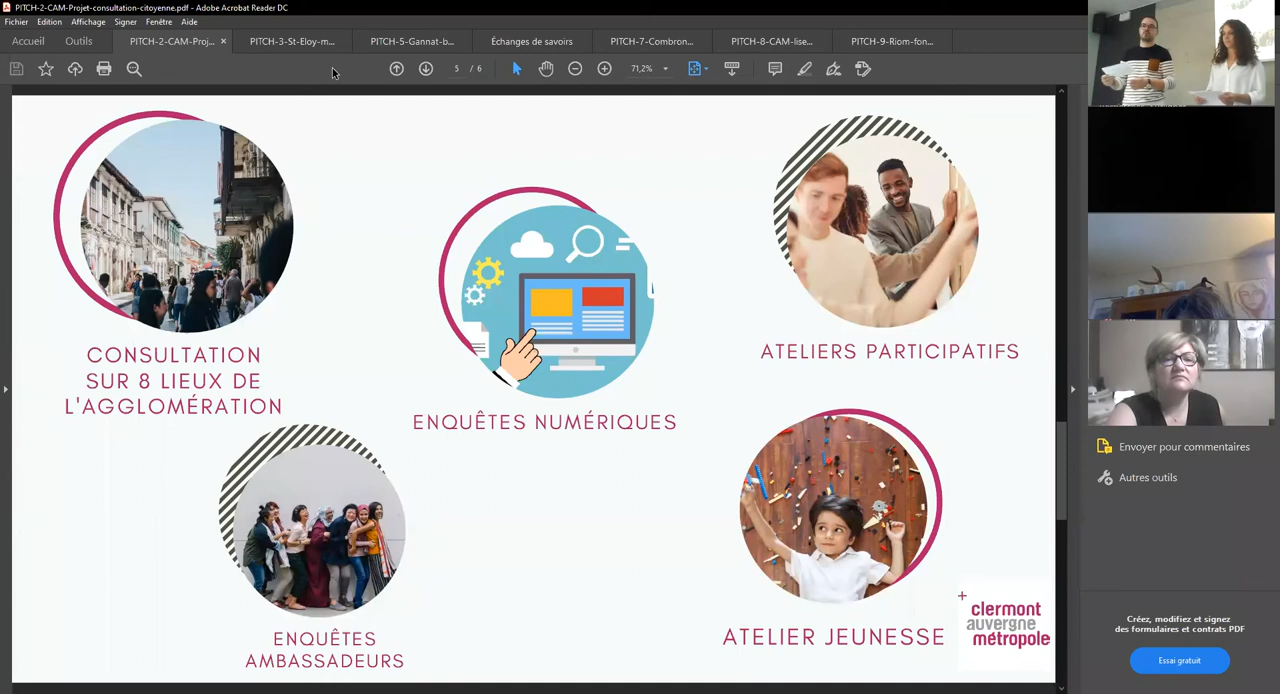 PITCH-2-CAM-Projet-consultation-citoyenne.pdf - Adobe Acrobat Reader DC
Fichier Edition Affichage Signer Fenêtre Aide
Accueil Outils PITCH-2-CAM-Proj... × PITCH-3-St-Eloy-m... PITCH-5-Gannat-b... Échanges de savoirs PITCH-7-Combron... PITCH-8-CAM-lise... PITCH-9-Riom-fon...
5 / 6 71,2%
CONSULTATION
SUR 8 LIEUX DE
L'AGGLOMÉRATION
ENQUÊTES NUMÉRIQUES
ATELIERS PARTICIPATIFS
ENQUÊTES
AMBASSADEURS
ATELIER JEUNESSE
+
clermont
auvergne
métropole
Envoyer pour commentaires
Autres outils
Créez, modifiez et signez
des formulaires et contrats PDF
Essai gratuit